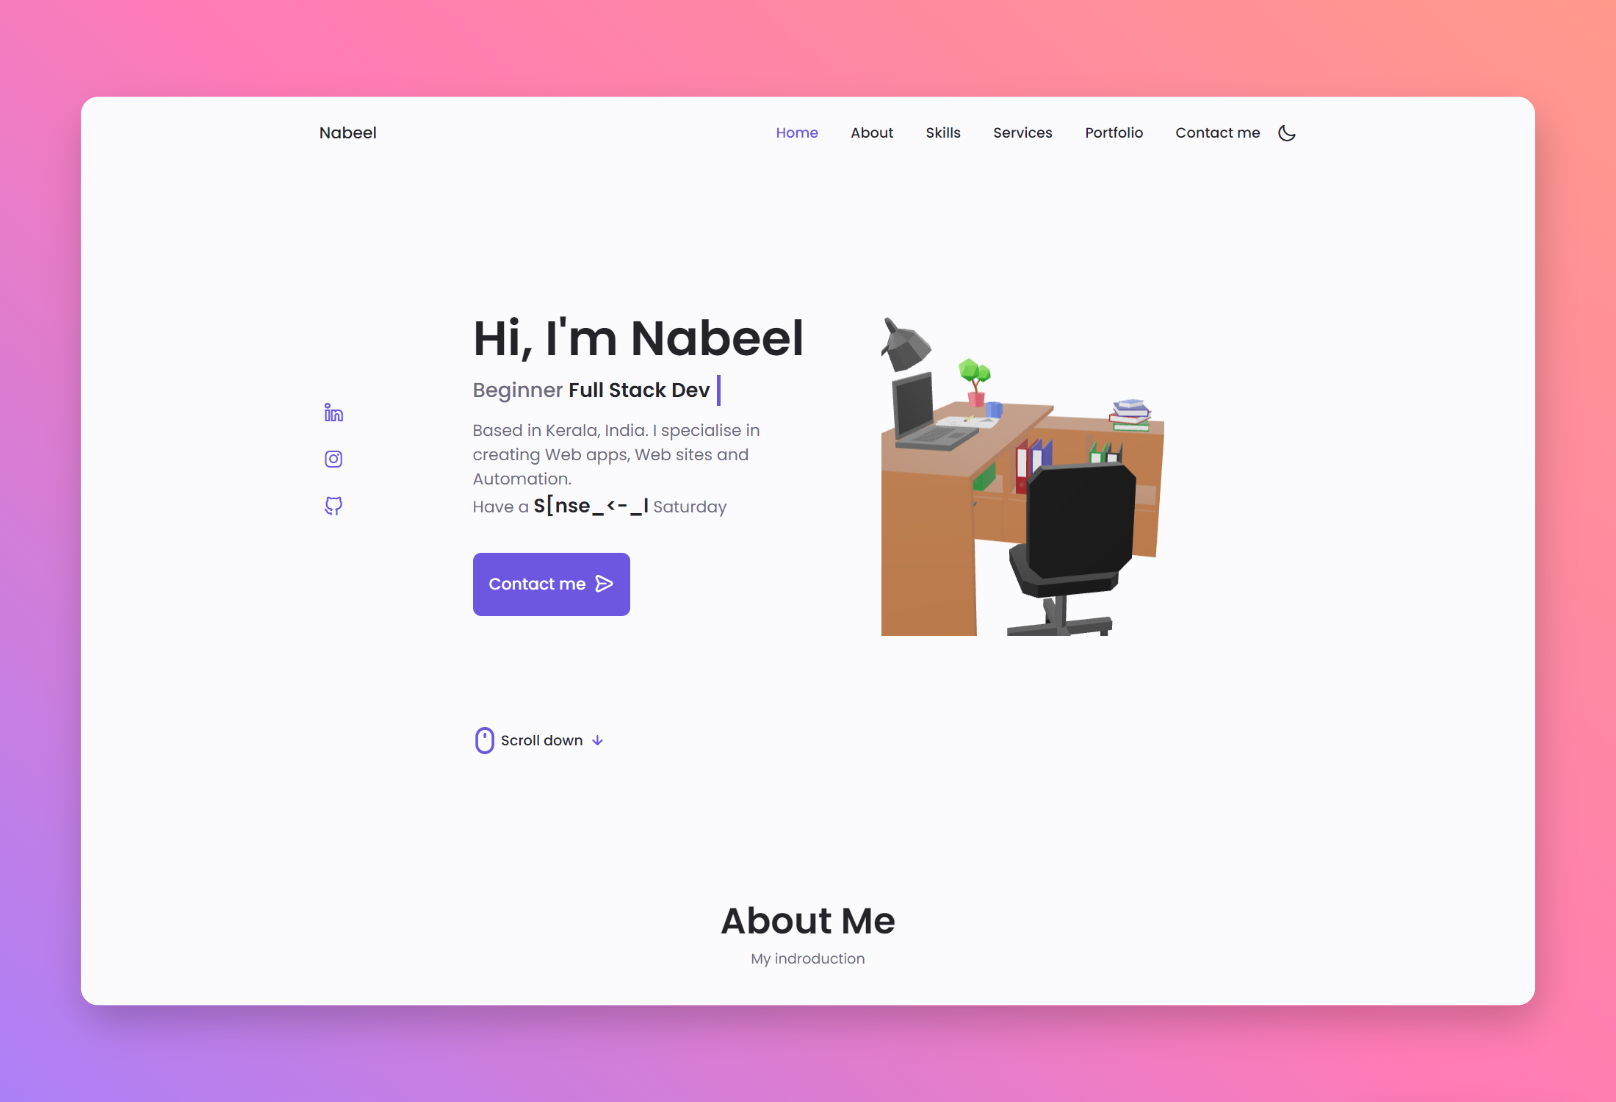 Nabeel
Home About Skills Services Portfolio Contact me
Hi, I'm Nabeel
Beginner Full Stack Dev
Based in Kerala, India. I specialise in
creating Web apps, Web sites and
Automation.
Have a S[nse_<-_l Saturday
Contact me
Scroll down
About Me
My indroduction